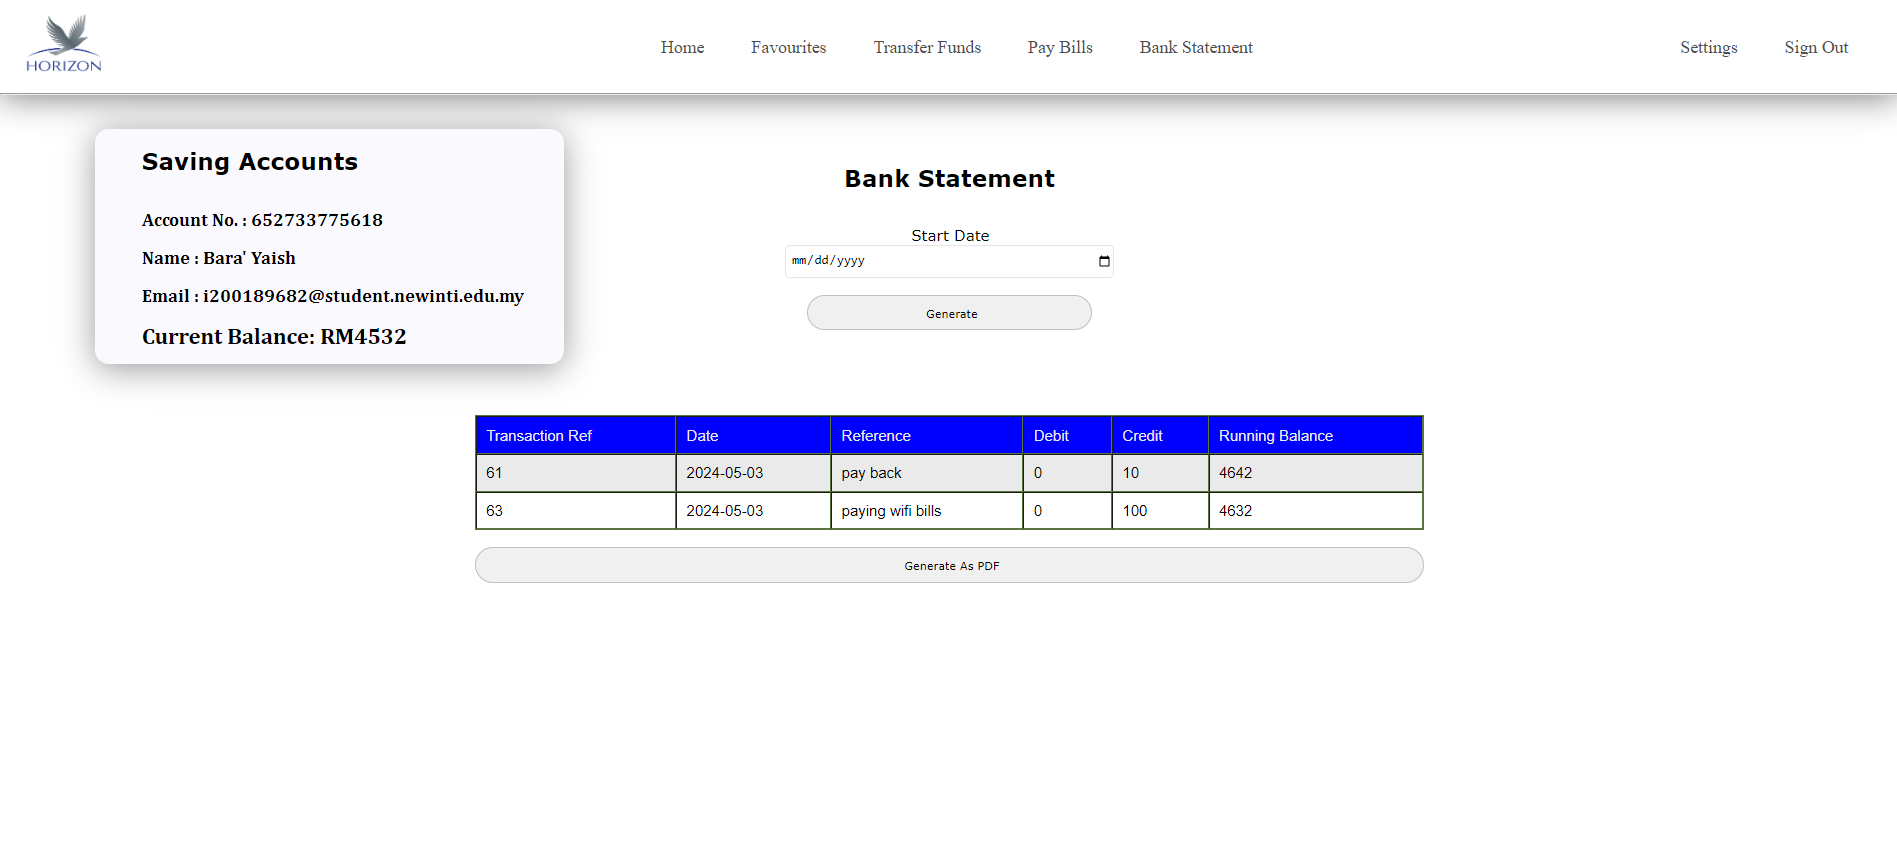 HORIZON
Home Favourites Transfer Funds Pay Bills Bank Statement Settings Sign Out
Saving Accounts
Account No. : 652733775618
Name : Bara' Yaish
Email : i200189682@student.newinti.edu.my
Current Balance: RM4532
Bank Statement
Start Date
mm/dd/yyyy
Generate
Transaction Ref Date Reference Debit Credit Running Balance
61 2024-05-03 pay back 0 10 4642
63 2024-05-03 paying wifi bills 0 100 4632
Generate As PDF